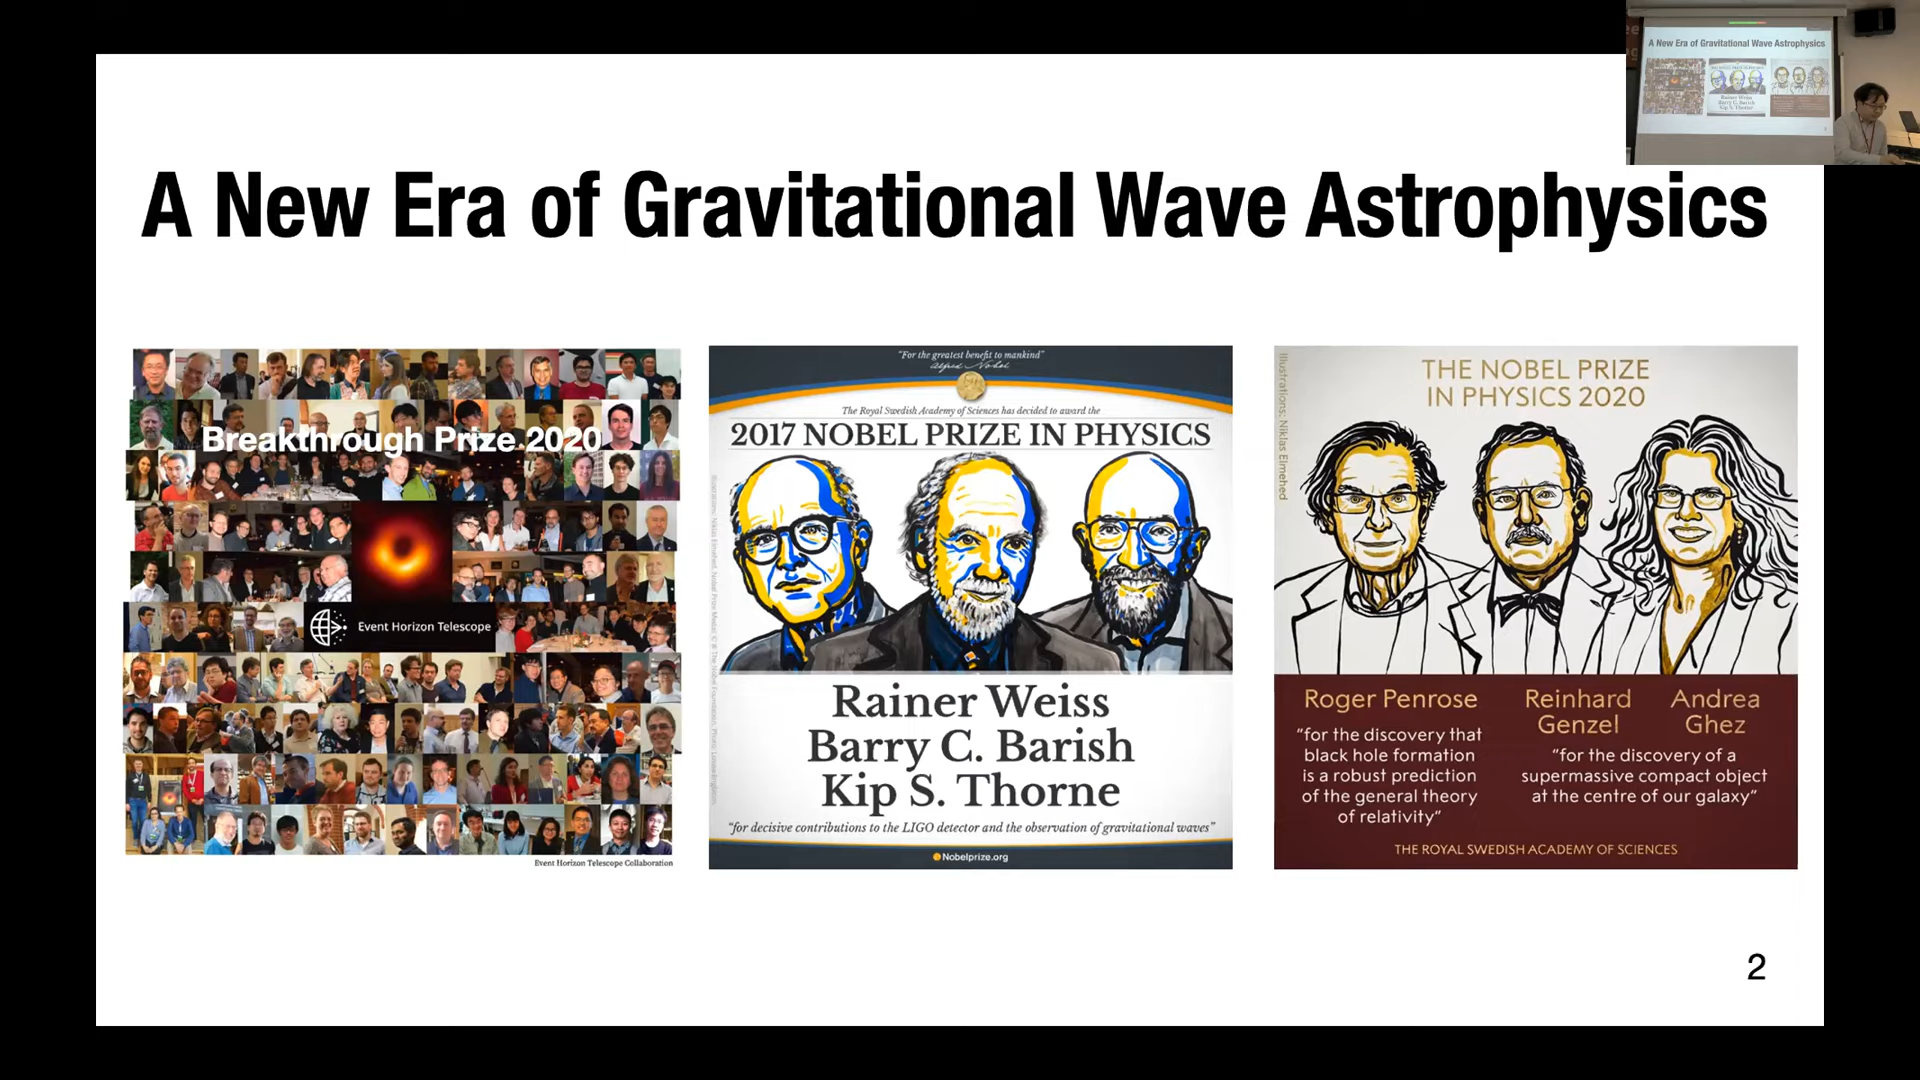 A New Era of Gravitational Wave Astrophysics
Breakthrough Prize 2020
Event Horizon Telescope
Event Horizon Telescope Collaboration
"For the greatest benefit to mankind"
Alfred Nobel
The Royal Swedish Academy of Sciences has decided to award the
2017 NOBEL PRIZE IN PHYSICS
Rainer Weiss
Barry C. Barish
Kip S. Thorne
"for decisive contributions to the LIGO detector and the observation of gravitational waves"
Nobelprize.org
Illustrations: Niklas Elmehed
THE NOBEL PRIZE
IN PHYSICS 2020
Roger Penrose
"for the discovery that
black hole formation
is a robust prediction
of the general theory
of relativity"
Reinhard
Genzel
Andrea
Ghez
"for the discovery of a
supermassive compact object
at the centre of our galaxy"
THE ROYAL SWEDISH ACADEMY OF SCIENCES
2
A New Era of Gravitational Wave Astrophysics
Rainer Weiss
Barry C. Barish
Kip S. Thorne